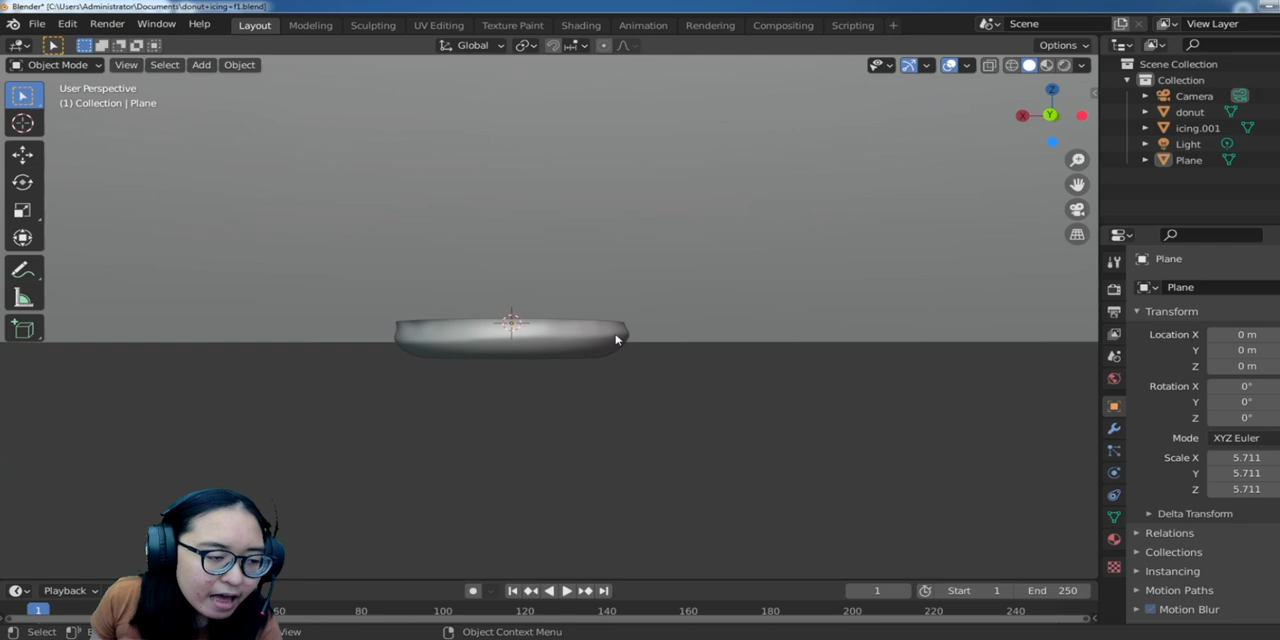 Blender* [C:\Users\Administrator\Documents\donut+icing+f1.blend]
File Edit Render Window Help Layout Modeling Sculpting UV Editing Texture Paint Shading Animation Rendering Compositing Scripting + Scene View Layer
Global Options
Object Mode View Select Add Object
User Perspective
(1) Collection | Plane
Z
X
Y
Scene Collection
Collection
Camera
donut
icing.001
Light
Plane
Plane
Plane
Transform
Location X 0 m
Y 0 m
Z 0 m
Rotation X 0°
Y 0°
Z 0°
Mode XYZ Euler
Scale X 5.711
Y 5.711
Z 5.711
Delta Transform
Relations
Collections
Instancing
Motion Paths
Motion Blur
Playback View 1 Start 1 End 250
1 60 80 100 120 140 160 180 200 220 240
Select View Object Context Menu